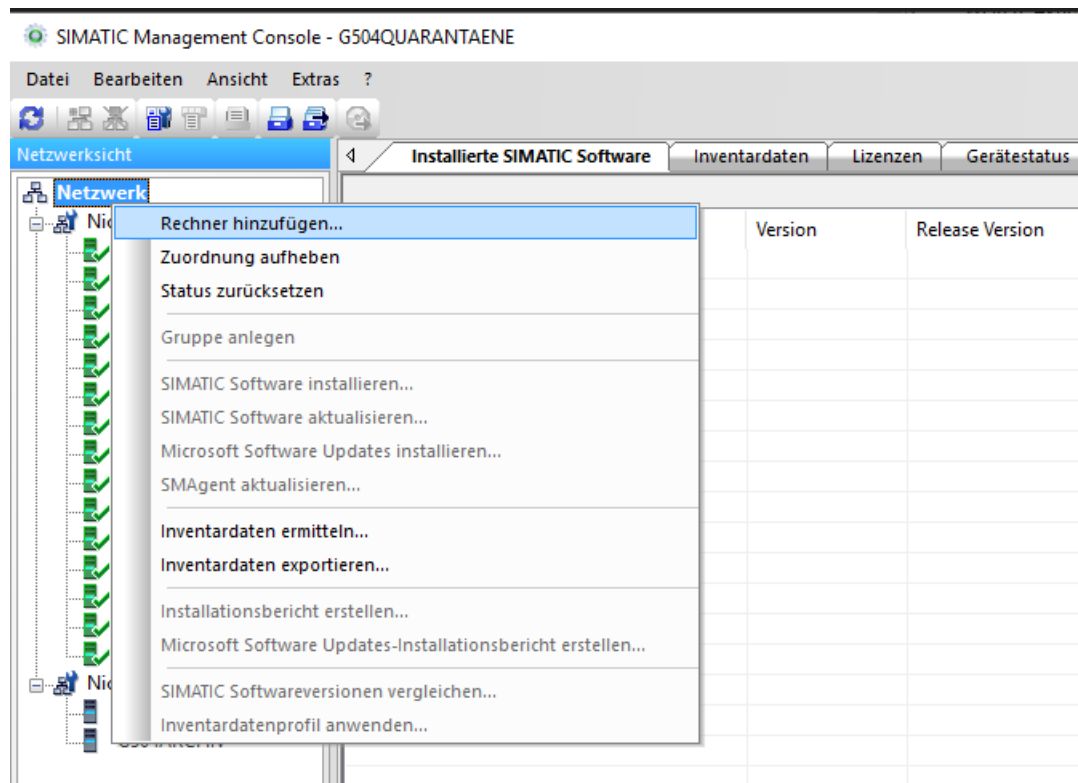 SIMATIC Management Console - G504QUARANTAENE
Datei Bearbeiten Ansicht Extras ?
Netzwerksicht
Installierte SIMATIC Software Inventardaten Lizenzen Gerätestatus
Netzwerk
Version Release Version
Rechner hinzufügen...
Zuordnung aufheben
Status zurücksetzen
Gruppe anlegen
SIMATIC Software installieren...
SIMATIC Software aktualisieren...
Microsoft Software Updates installieren...
SMAgent aktualisieren...
Inventardaten ermitteln...
Inventardaten exportieren...
Installationsbericht erstellen...
Microsoft Software Updates-Installationsbericht erstellen...
SIMATIC Softwareversionen vergleichen...
Inventardatenprofil anwenden...